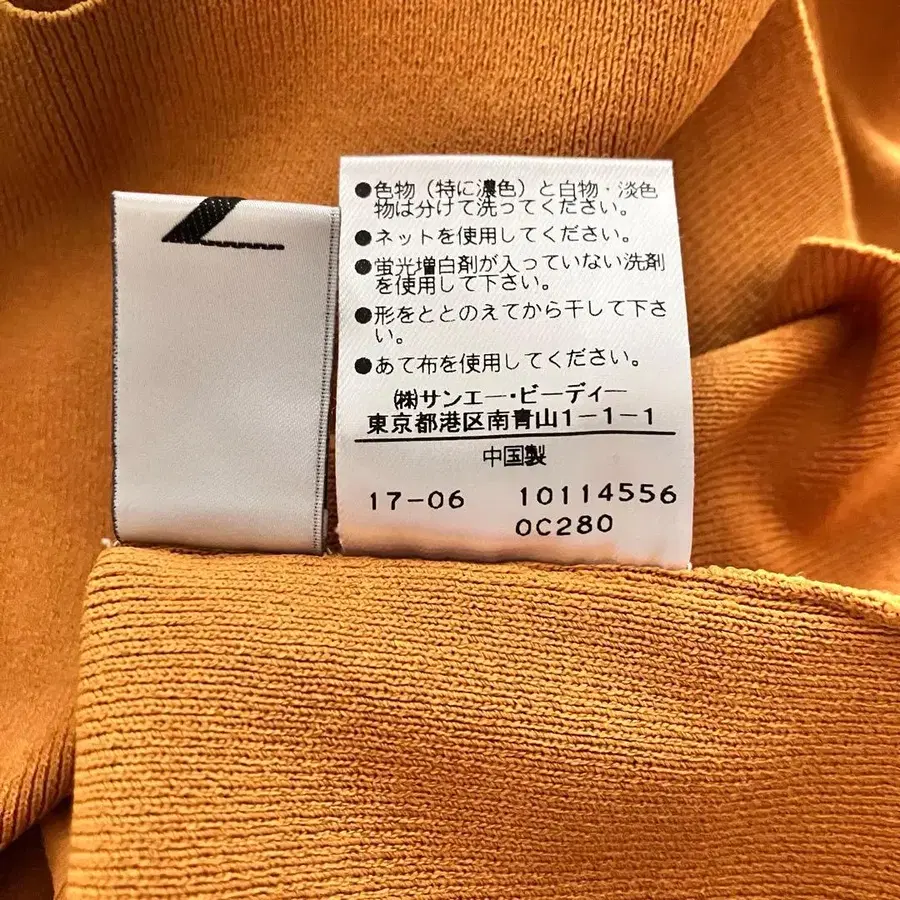 ●色物（特に濃色）と白物・淡色
物は分けて洗ってください。
●ネットを使用してください。
●蛍光増白剤が入っていない洗剤
を使用して下さい。
●形をととのえてから干して下さ
い。
●あて布を使用してください。
㈱サンエー・ビーディー
東京都港区南青山1-1-1
中国製
17-06 10114556
0C280